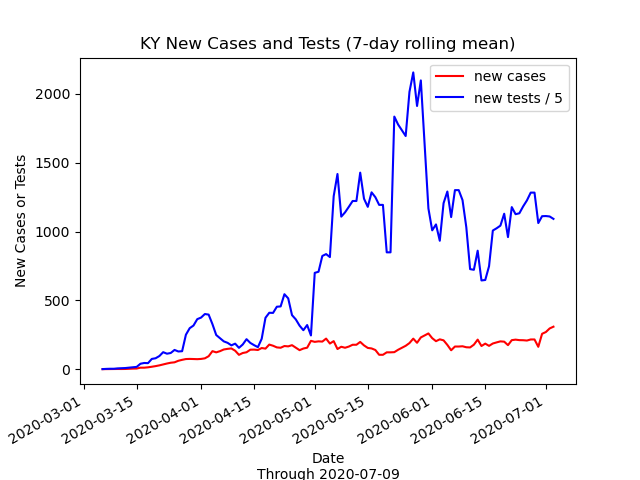 KY New Cases and Tests (7-day rolling mean)
new cases
new tests / 5
New Cases or Tests
2000
1500
1000
500
0
2020-03-01
2020-03-15
2020-04-01
2020-04-15
2020-05-01
2020-05-15
2020-06-01
2020-06-15
2020-07-01
Date
Through 2020-07-09